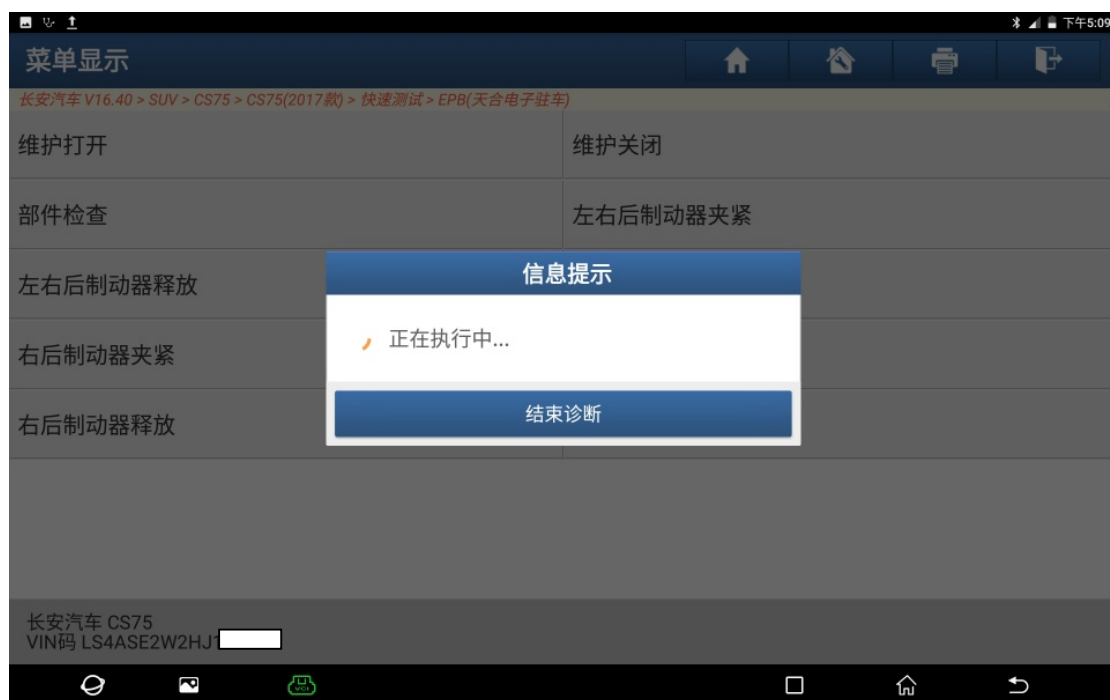 下午5:09
菜单显示
长安汽车 V16.40 > SUV > CS75 > CS75(2017款) > 快速测试 > EPB(天合电子驻车)
维护打开
维护关闭
部件检查
左右后制动器夹紧
左右后制动器释放
信息提示
正在执行中...
右后制动器夹紧
结束诊断
右后制动器释放
长安汽车 CS75
VIN码 LS4ASE2W2HJ1
VCI